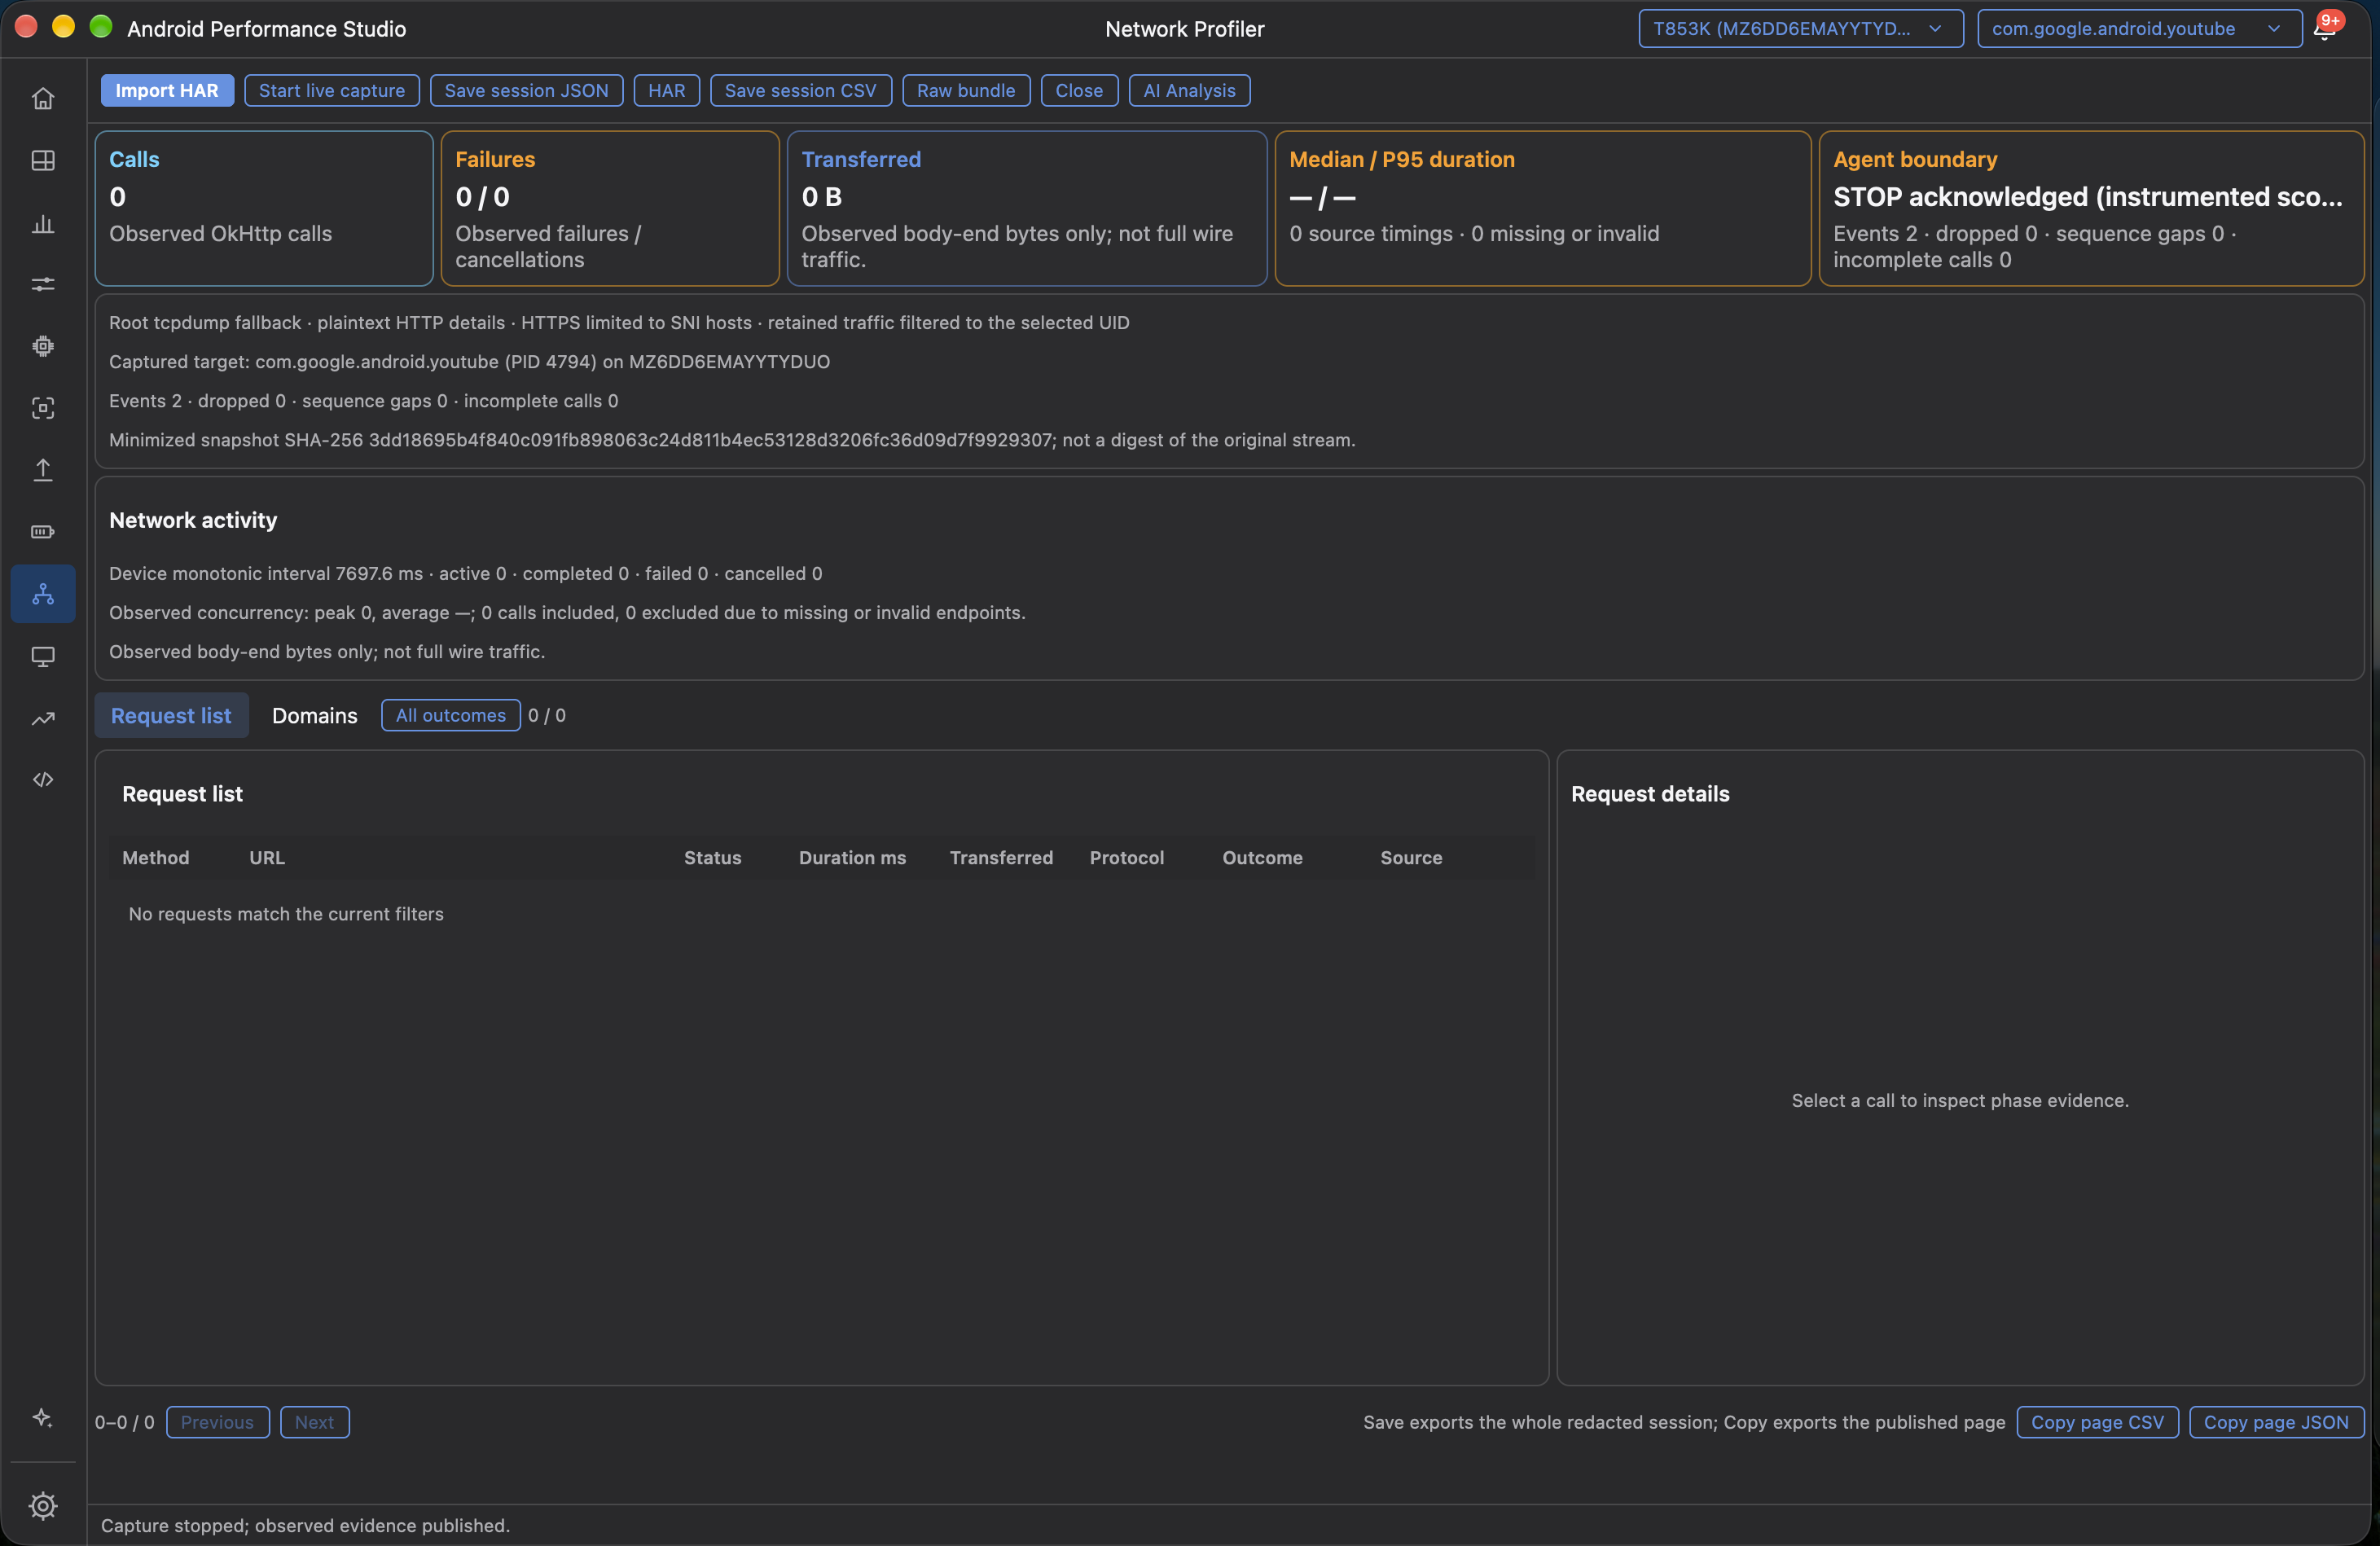 Android Performance Studio
Network Profiler
T853K (MZ6DD6EMAYYTYD...
com.google.android.youtube
9+
Import HAR
Start live capture
Save session JSON
HAR
Save session CSV
Raw bundle
Close
AI Analysis
Calls
0
Observed OkHttp calls
Failures
0 / 0
Observed failures /
cancellations
Transferred
0 B
Observed body-end bytes only; not full wire
traffic.
Median / P95 duration
— / —
0 source timings · 0 missing or invalid
Agent boundary
STOP acknowledged (instrumented sco...
Events 2 · dropped 0 · sequence gaps 0 ·
incomplete calls 0
Root tcpdump fallback · plaintext HTTP details · HTTPS limited to SNI hosts · retained traffic filtered to the selected UID
Captured target: com.google.android.youtube (PID 4794) on MZ6DD6EMAYYTYDUO
Events 2 · dropped 0 · sequence gaps 0 · incomplete calls 0
Minimized snapshot SHA-256 3dd18695b4f840c091fb898063c24d811b4ec53128d3206fc36d09d7f9929307; not a digest of the original stream.
Network activity
Device monotonic interval 7697.6 ms · active 0 · completed 0 · failed 0 · cancelled 0
Observed concurrency: peak 0, average —; 0 calls included, 0 excluded due to missing or invalid endpoints.
Observed body-end bytes only; not full wire traffic.
Request list
Domains
All outcomes
0 / 0
Request list
Method
URL
Status
Duration ms
Transferred
Protocol
Outcome
Source
No requests match the current filters
Request details
Select a call to inspect phase evidence.
0–0 / 0
Previous
Next
Save exports the whole redacted session; Copy exports the published page
Copy page CSV
Copy page JSON
Capture stopped; observed evidence published.